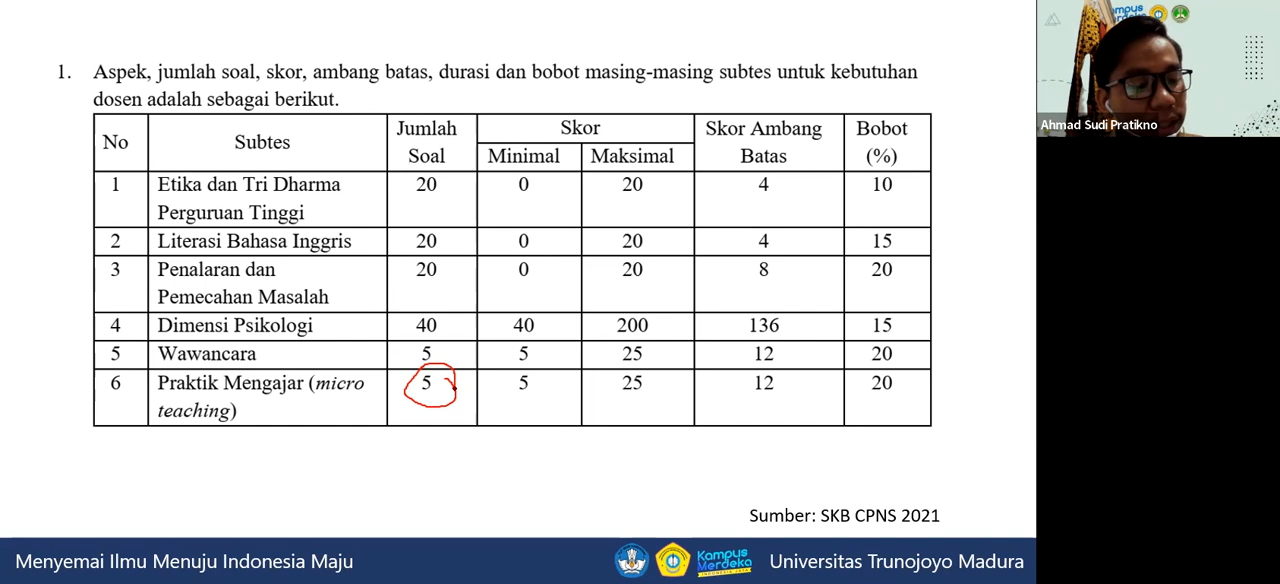 1. Aspek, jumlah soal, skor, ambang batas, durasi dan bobot masing-masing subtes untuk kebutuhan
dosen adalah sebagai berikut.
No Subtes Jumlah Soal Skor Skor Ambang Batas Bobot (%)
Minimal Maksimal
1 Etika dan Tri Dharma 20 0 20 4 10
Perguruan Tinggi
2 Literasi Bahasa Inggris 20 0 20 4 15
3 Penalaran dan 20 0 20 8 20
Pemecahan Masalah
4 Dimensi Psikologi 40 40 200 136 15
5 Wawancara 5 5 25 12 20
6 Praktik Mengajar (micro 5 5 25 12 20
teaching)
Sumber: SKB CPNS 2021
Menyemai Ilmu Menuju Indonesia Maju
Kampus
Merdeka
Universitas Trunojoyo Madura
Ahmad Sudi Pratikno